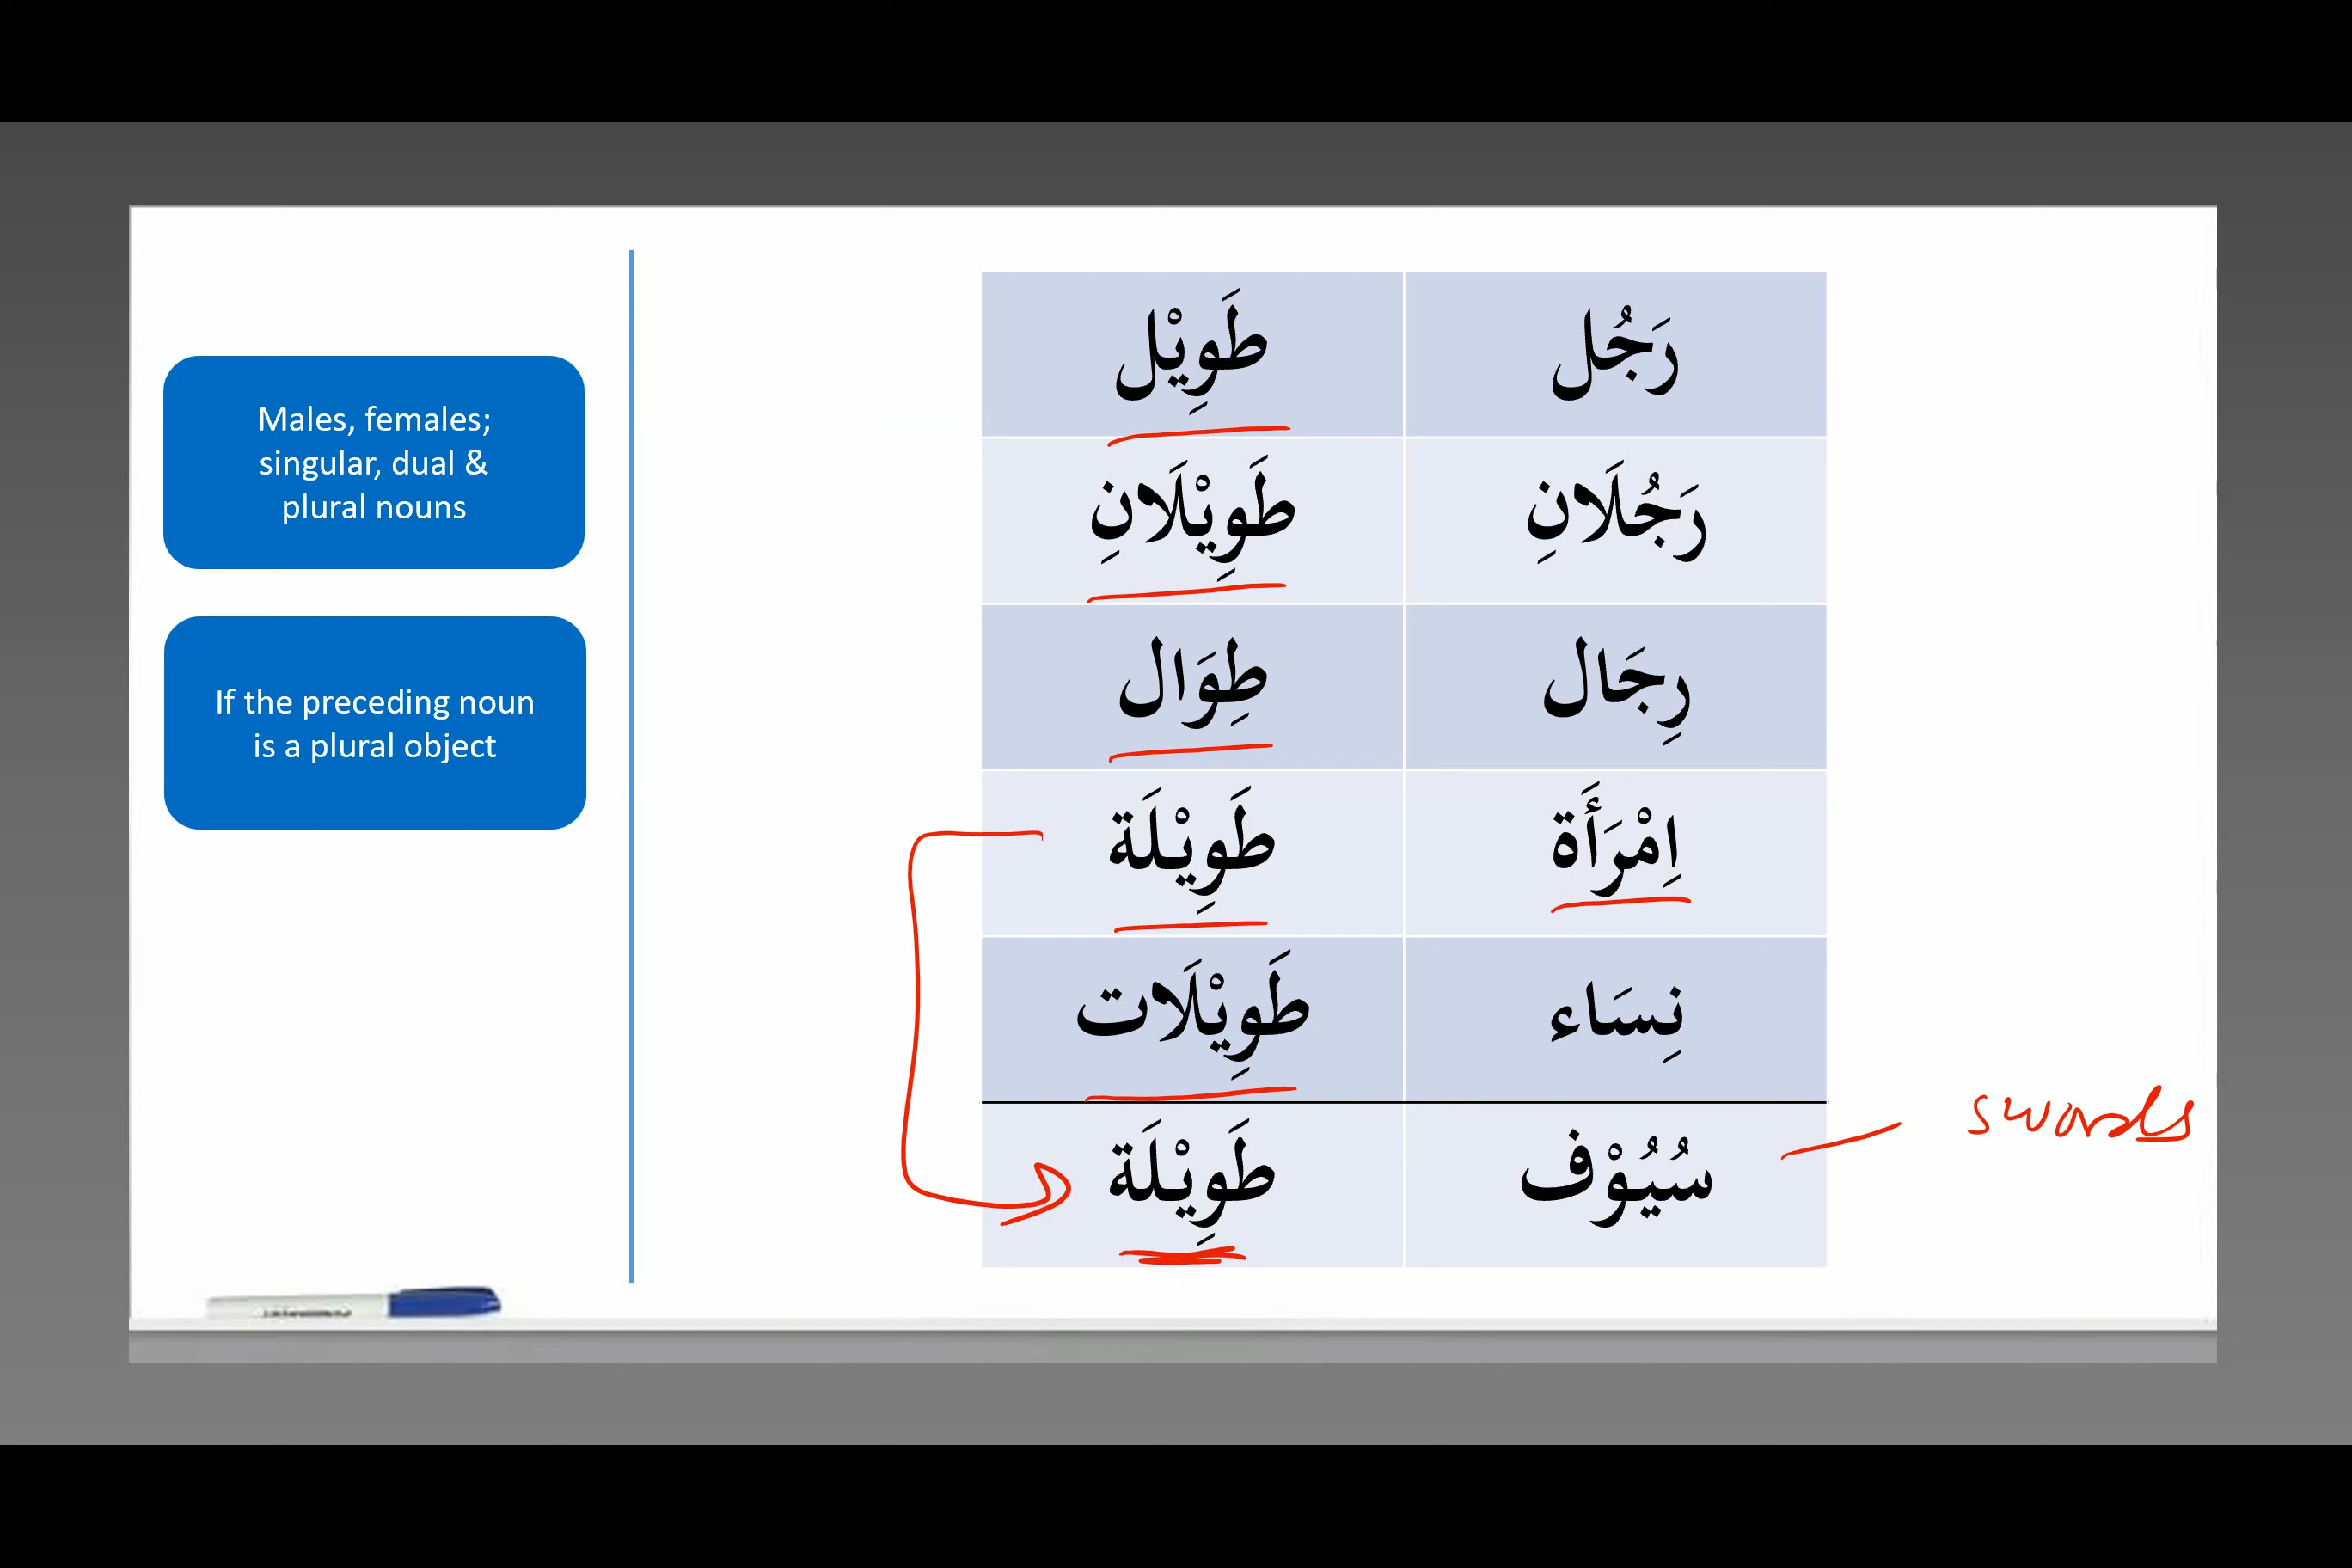 Males, females;
singular, dual &
plural nouns
If the preceding noun
is a plural object
رَجُل طَوِيْل
رَجُلَانِ طَوِيْلَانِ
رِجَال طِوَال
اِمْرَأَة طَوِيْلَة
نِسَاء طَوِيْلَات
سُيُوْف طَوِيْلَة
swords